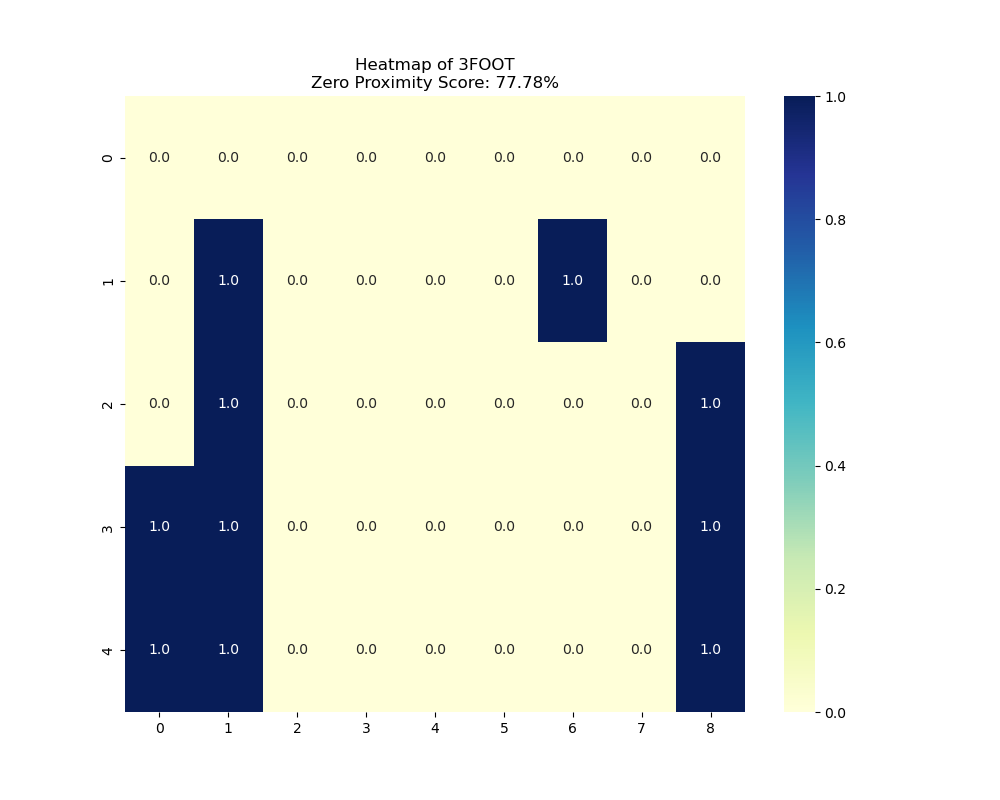 Heatmap of 3FOOT
Zero Proximity Score: 77.78%
0 0.0 0.0 0.0 0.0 0.0 0.0 0.0 0.0 0.0
1 0.0 1.0 0.0 0.0 0.0 0.0 1.0 0.0 0.0
2 0.0 1.0 0.0 0.0 0.0 0.0 0.0 0.0 1.0
3 1.0 1.0 0.0 0.0 0.0 0.0 0.0 0.0 1.0
4 1.0 1.0 0.0 0.0 0.0 0.0 0.0 0.0 1.0
0 1 2 3 4 5 6 7 8
1.0
0.8
0.6
0.4
0.2
0.0